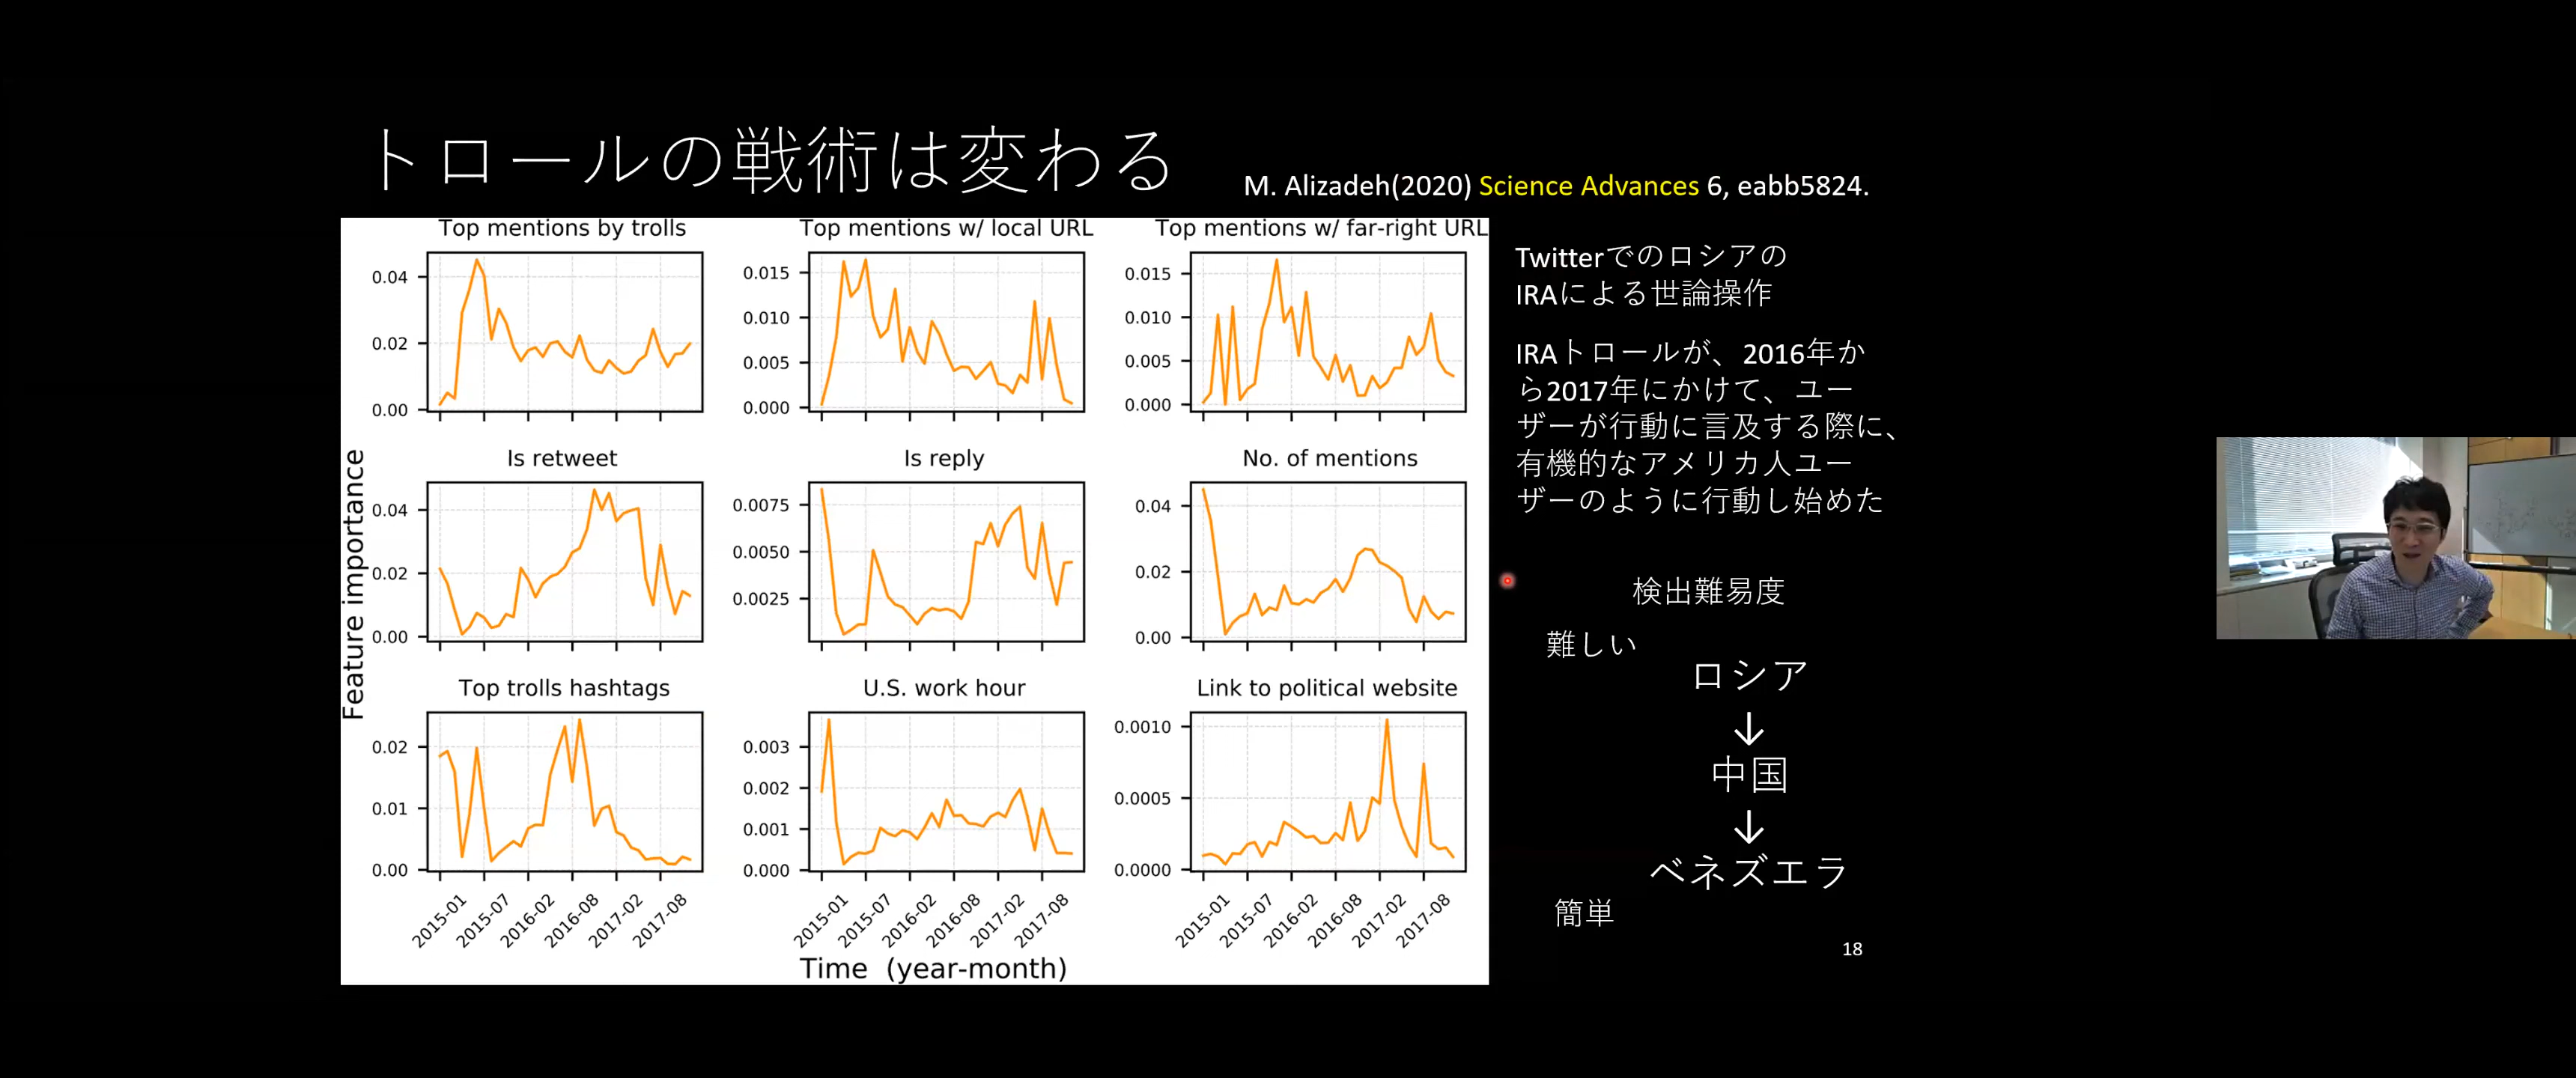 トロールの戦術は変わる
M. Alizadeh(2020) Science Advances 6, eabb5824.
Top mentions by trolls
Top mentions w/ local URL
Top mentions w/ far-right URL
0.04
0.02
0.00
0.015
0.010
0.005
0.000
0.015
0.010
0.005
0.000
Feature importance
Is retweet
Is reply
No. of mentions
0.04
0.02
0.00
0.0075
0.0050
0.0025
0.04
0.02
0.00
Top trolls hashtags
U.S. work hour
Link to political website
0.02
0.01
0.00
0.003
0.002
0.001
0.000
0.0010
0.0005
0.0000
2015-01
2015-07
2016-02
2016-08
2017-02
2017-08
2015-01
2015-07
2016-02
2016-08
2017-02
2017-08
2015-01
2015-07
2016-02
2016-08
2017-02
2017-08
Time (year-month)
Twitterでのロシアの
IRAによる世論操作
IRAトロールが、2016年か
ら2017年にかけて、ユー
ザーが行動に言及する際に、
有機的なアメリカ人ユー
ザーのように行動し始めた
検出難易度
難しい
ロシア
↓
中国
↓
ベネズエラ
簡単
18